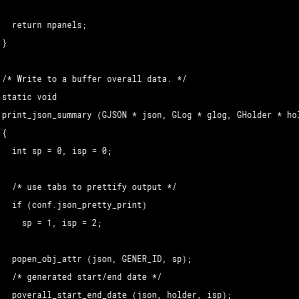 return npanels;
}
/* Write to a buffer overall data. */
static void
print_json_summary (GJSON * json, GLog * glog, GHolder * hol
{
int sp = 0, isp = 0;
/* use tabs to prettify output */
if (conf.json_pretty_print)
sp = 1, isp = 2;
popen_obj_attr (json, GENER_ID, sp);
/* generated start/end date */
poverall_start_end_date (json, holder, isp);